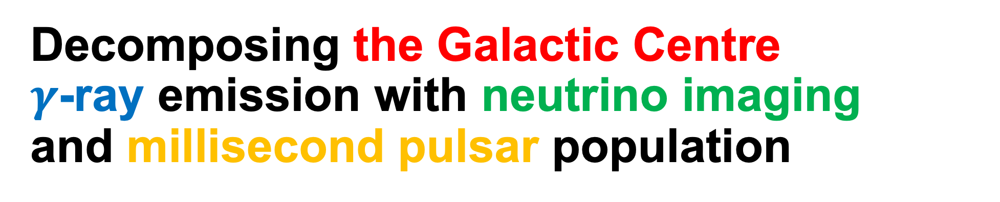 Decomposing the Galactic Centre
γ-ray emission with neutrino imaging
and millisecond pulsar population